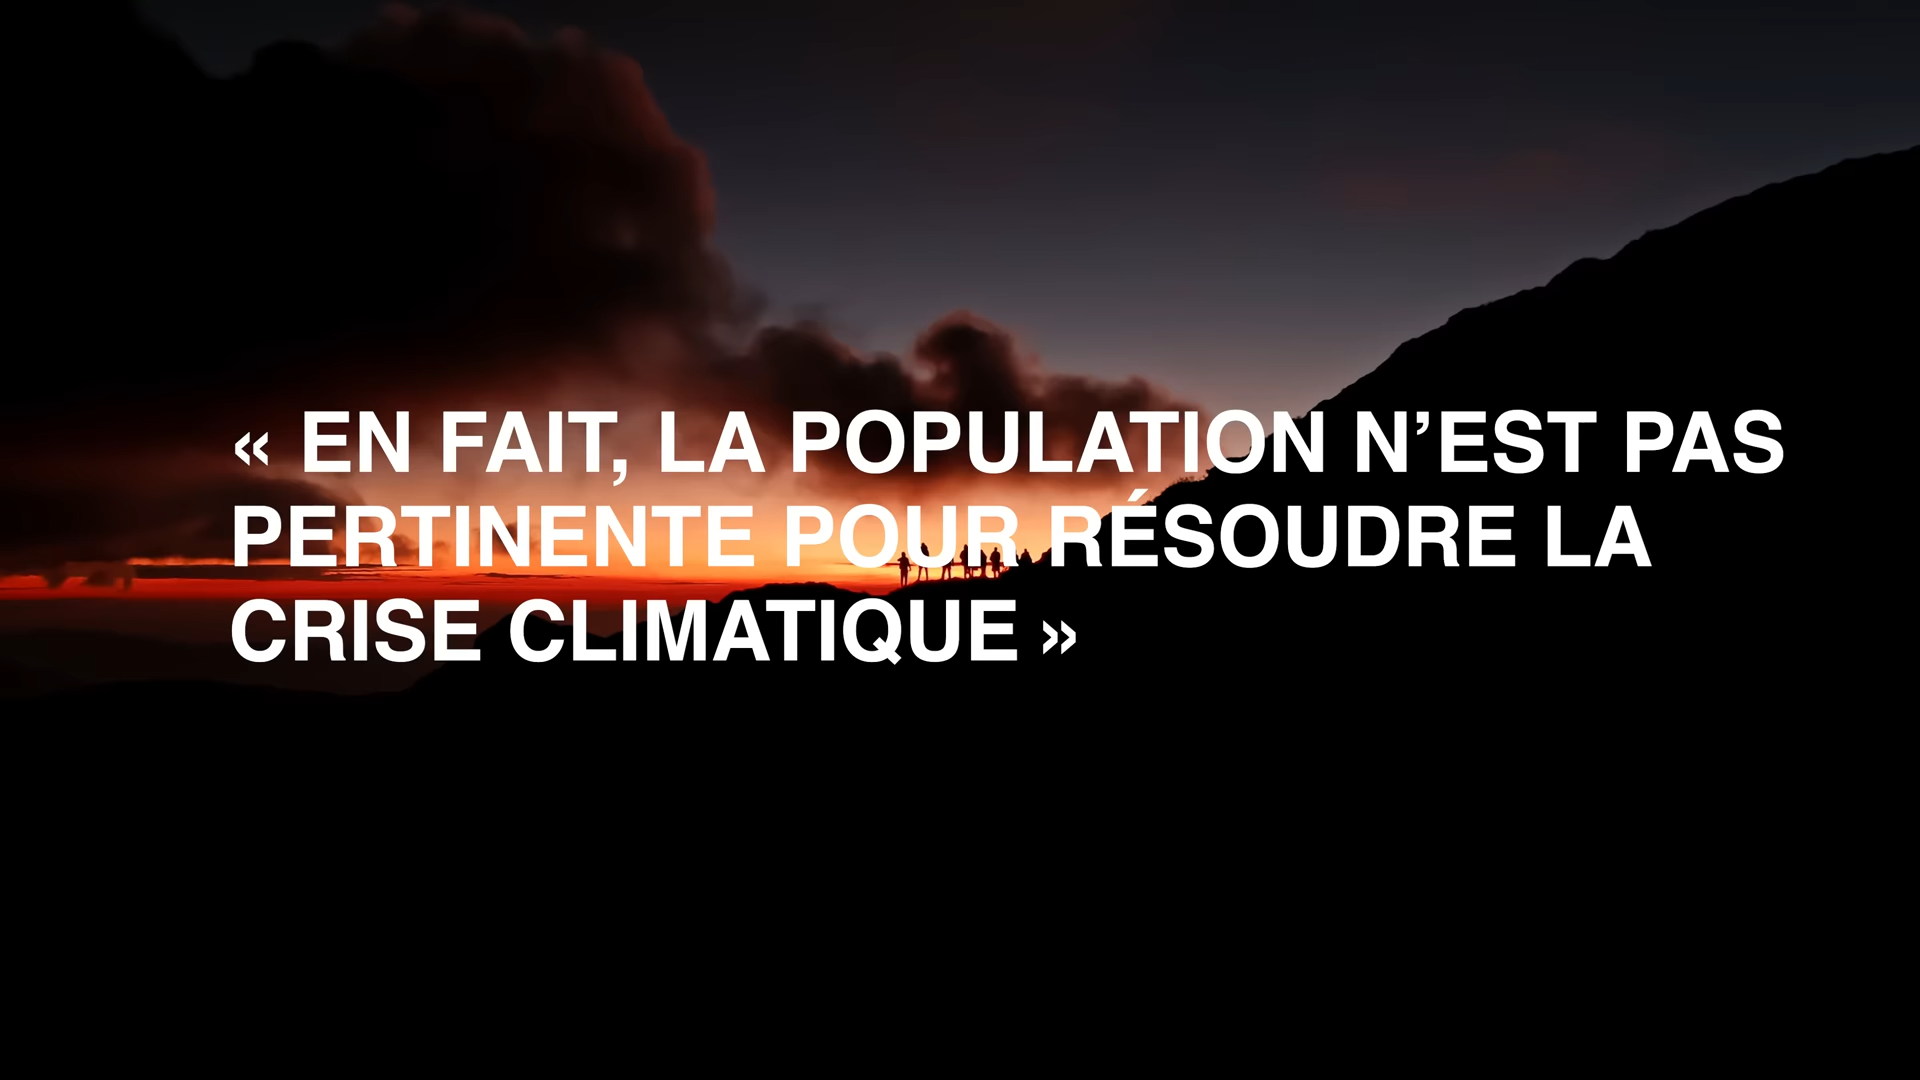 « EN FAIT, LA POPULATION N’EST PAS
PERTINENTE POUR RÉSOUDRE LA
CRISE CLIMATIQUE »